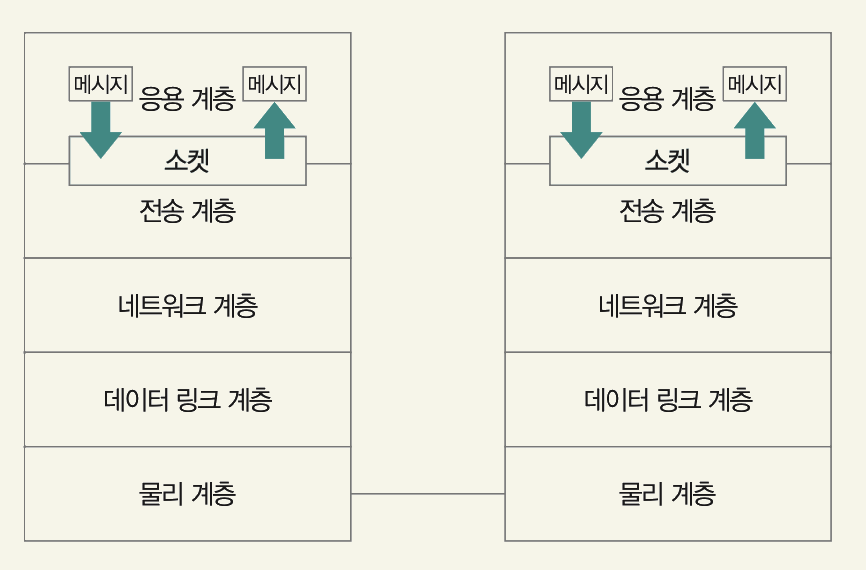 메시지
응용 계층
메시지
소켓
전송 계층
네트워크 계층
데이터 링크 계층
물리 계층
메시지
응용 계층
메시지
소켓
전송 계층
네트워크 계층
데이터 링크 계층
물리 계층